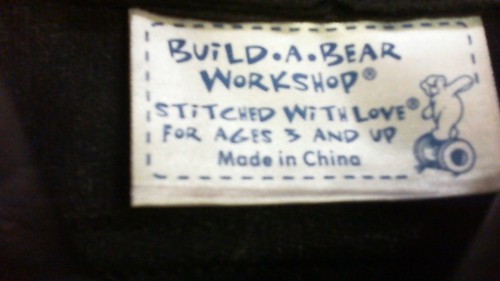 BUiLD•A•BEAR
WORKSHOP®
STiTCHED WiTH LOVE®
FOR AGES 3 AND UP
Made in China